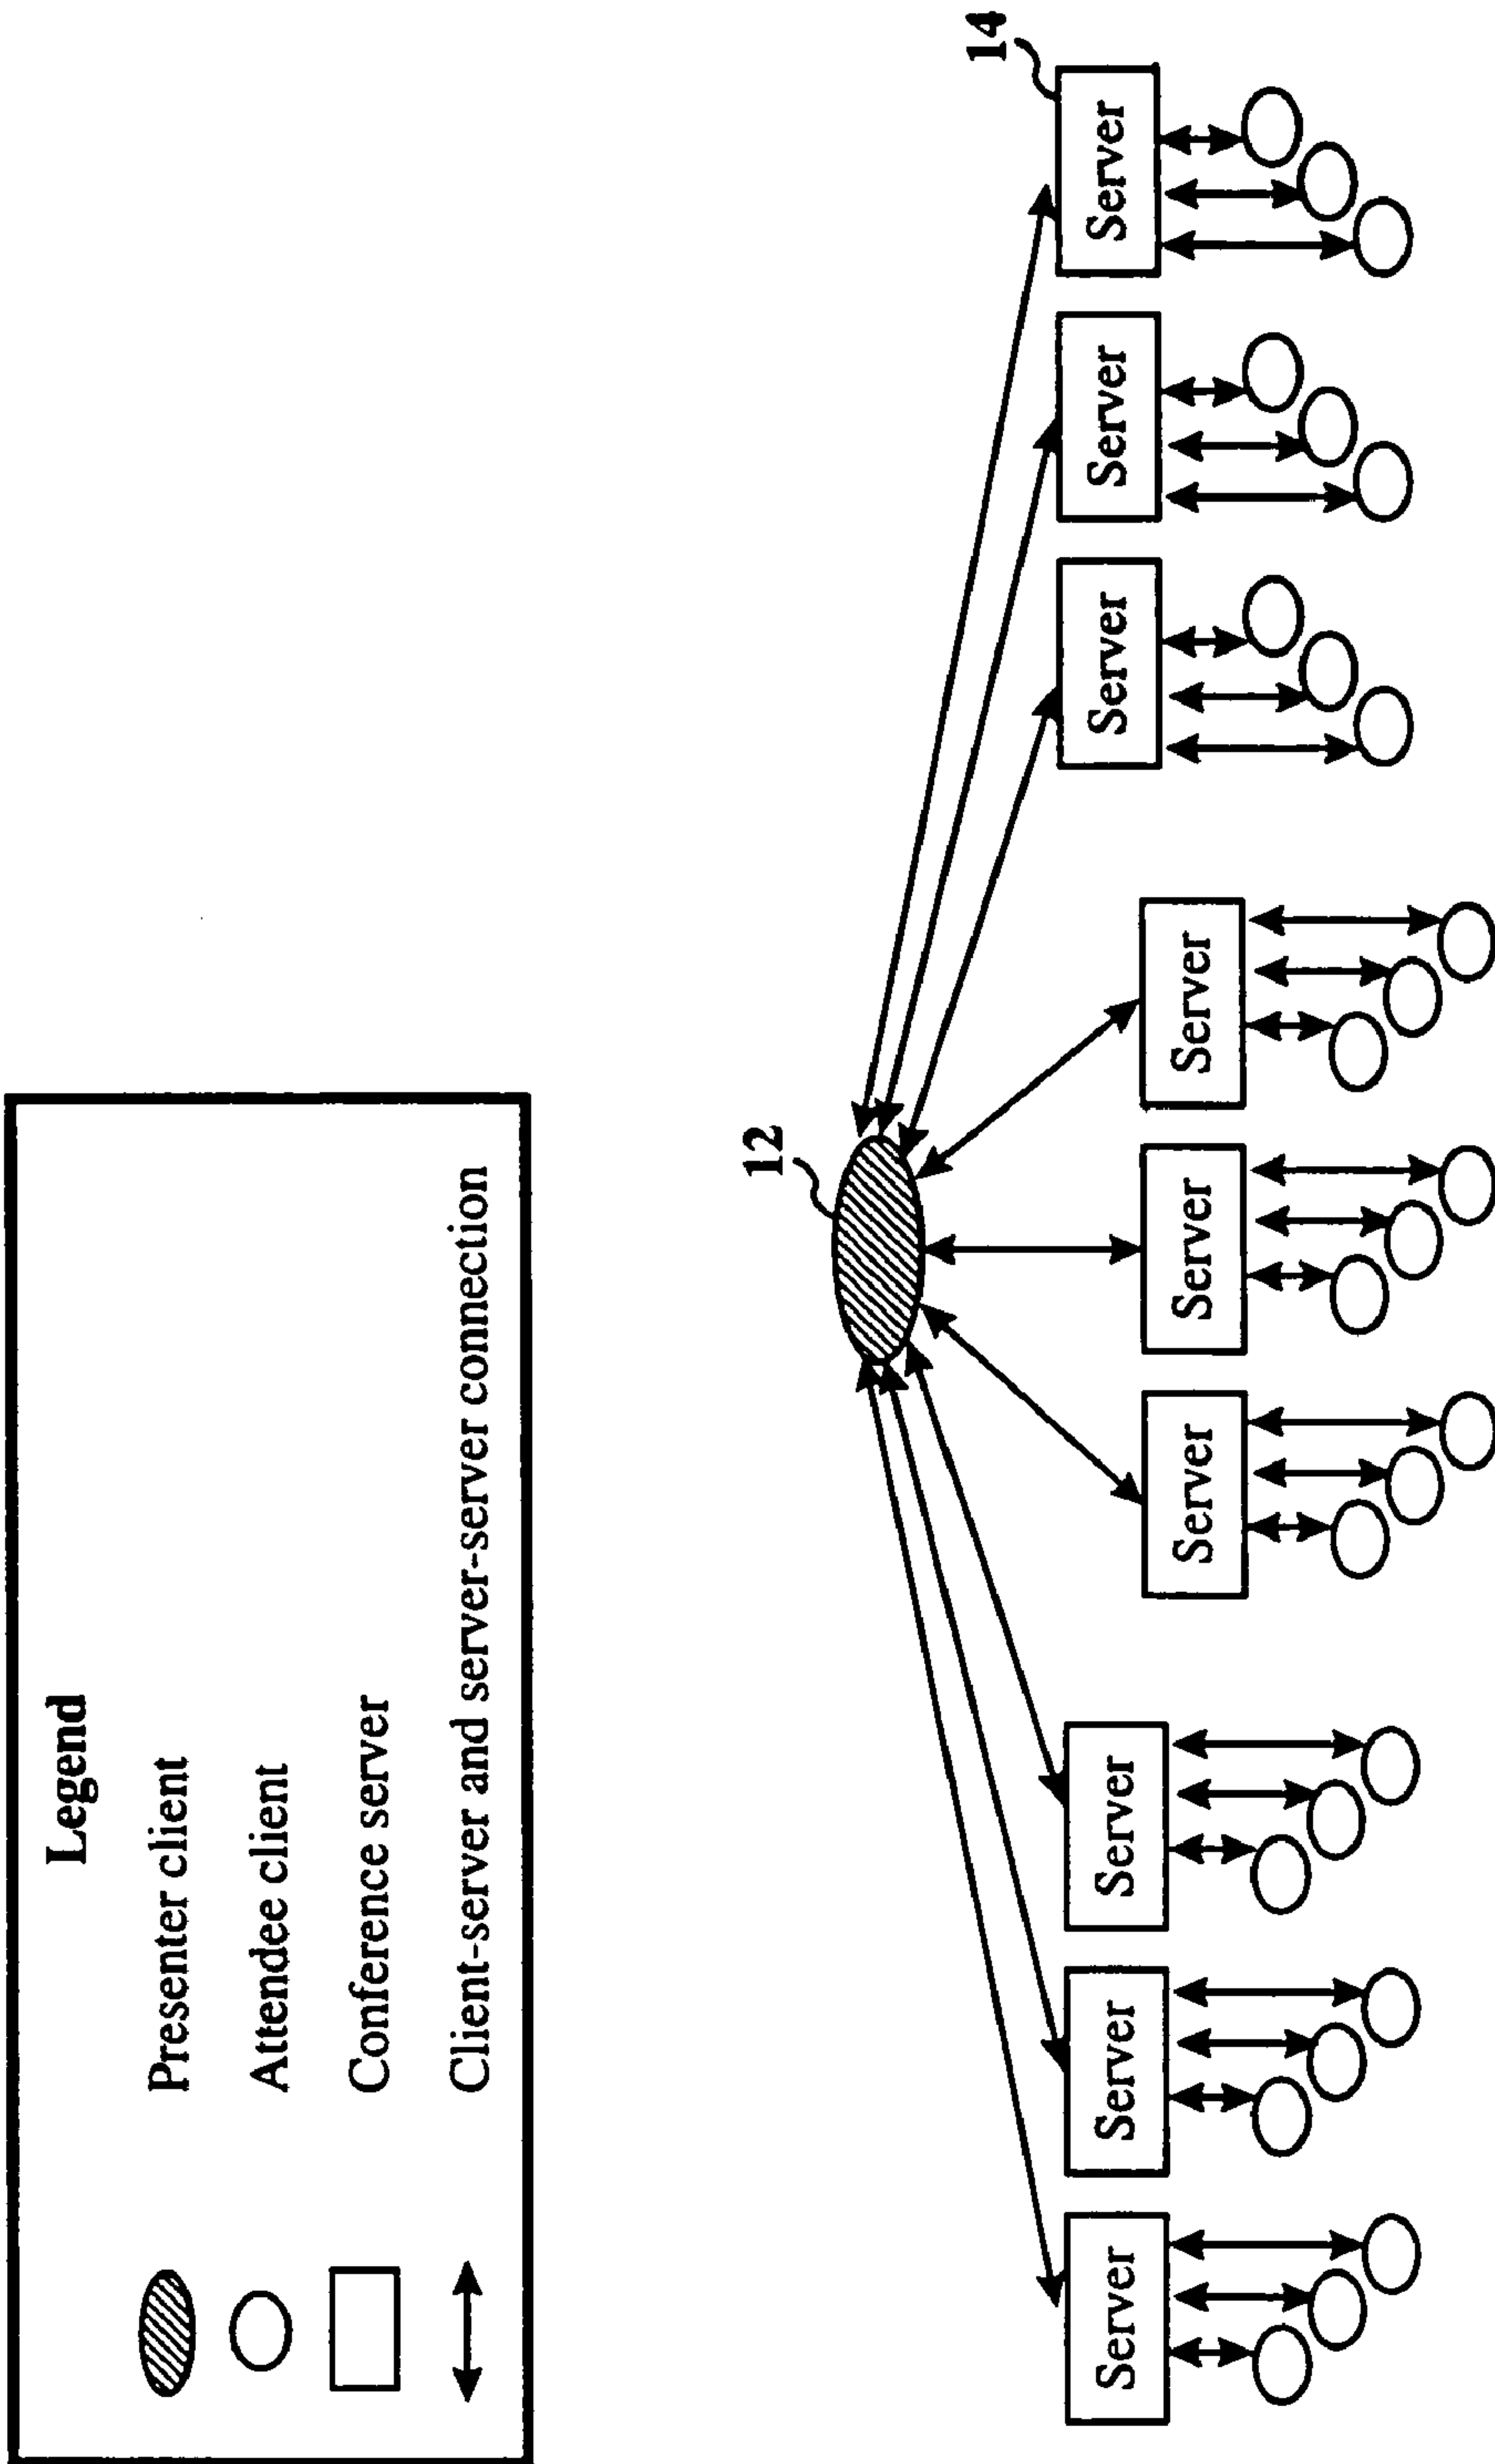 Legend
Presenter client
Attendee client
Conference server
Client-server and server-server connection
12
14
Server
Server
Server
Server
Server
Server
Server
Server
Server